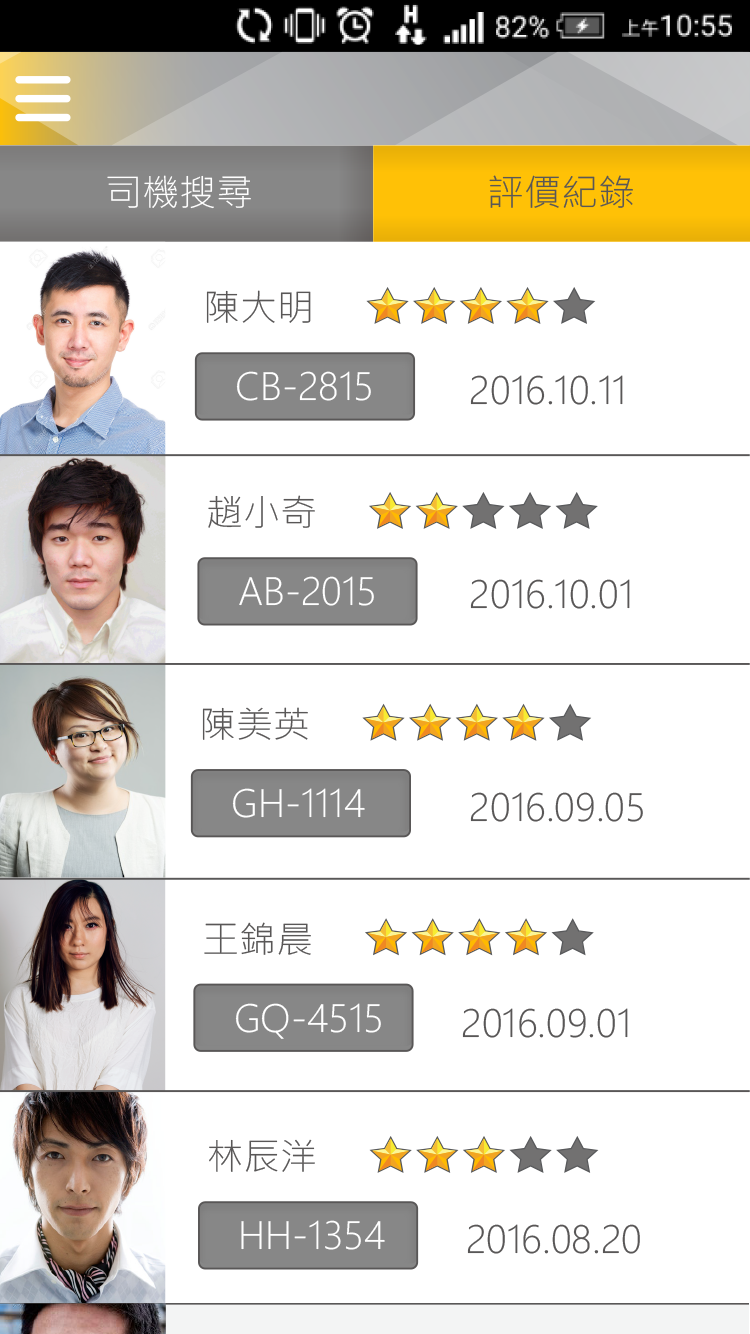 H 82% 上午10:55
司機搜尋 評價紀錄
陳大明
CB-2815 2016.10.11
趙小奇
AB-2015 2016.10.01
陳美英
GH-1114 2016.09.05
王錦晨
GQ-4515 2016.09.01
林辰洋
HH-1354 2016.08.20